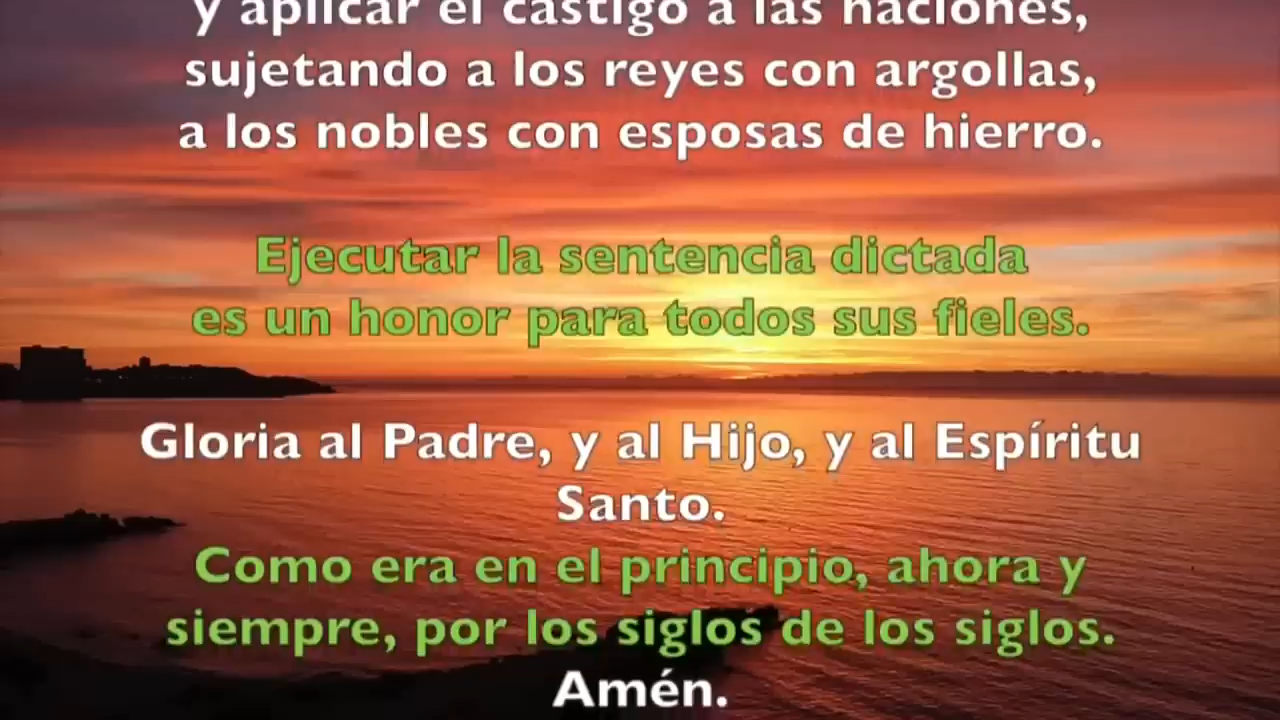 y aplicar el castigo a las naciones,
sujetando a los reyes con argollas,
a los nobles con esposas de hierro.
Ejecutar la sentencia dictada
es un honor para todos sus fieles.
Gloria al Padre, y al Hijo, y al Espíritu
Santo.
Como era en el principio, ahora y
siempre, por los siglos de los siglos.
Amén.